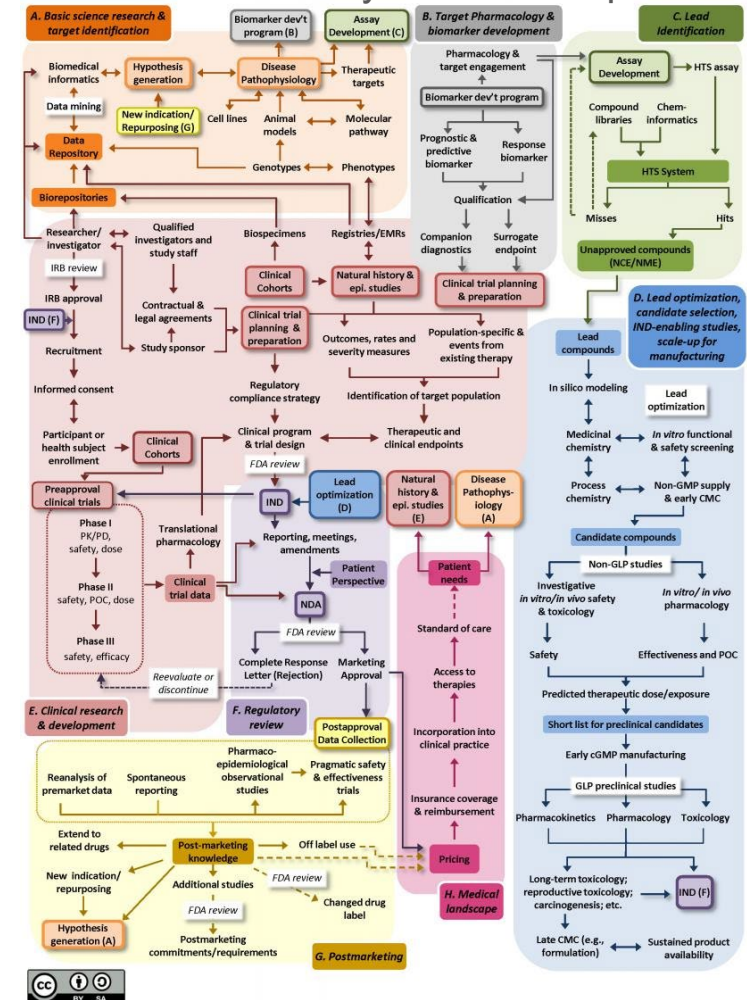 A. Basic science research &
target identification
Biomarker dev't
program (B)
Assay
Development (C)
Biomedical
informatics
Hypothesis
generation
Disease
Pathophysiology
Therapeutic
targets
Data mining
New indication/
Repurposing (G)
Cell lines
Animal
models
Molecular
pathway
Data
Repository
Genotypes
Phenotypes
Biorepositories
B. Target Pharmacology &
biomarker development
Pharmacology &
target engagement
Biomarker dev't program
Prognostic &
predictive
biomarker
Response
biomarker
Qualification
Companion
diagnostics
Surrogate
endpoint
Clinical trial planning
& preparation
C. Lead
Identification
Assay
Development
HTS assay
Compound
libraries
Chem-
informatics
HTS System
Misses
Hits
Unapproved compounds
(NCE/NME)
D. Lead optimization,
candidate selection,
IND-enabling studies,
scale-up for
manufacturing
Lead
compounds
In silico modeling
Lead
optimization
Medicinal
chemistry
In vitro functional
& safety screening
Process
chemistry
Non-GMP supply
& early CMC
Candidate compounds
Non-GLP studies
Investigative
in vitro/in vivo safety
& toxicology
In vitro/ in vivo
pharmacology
Safety
Effectiveness and POC
Predicted therapeutic dose/exposure
Short list for preclinical candidates
Early cGMP manufacturing
GLP preclinical studies
Pharmacokinetics
Pharmacology
Toxicology
Long-term toxicology;
reproductive toxicology;
carcinogenesis; etc.
IND (F)
Late CMC (e.g.,
formulation)
Sustained product
availability
Researcher/
investigator
Qualified
investigators and
study staff
Biospecimens
Registries/EMRs
IRB review
Clinical
Cohorts
Natural history &
epi. studies
IRB approval
IND (F)
Contractual &
legal agreements
Clinical trial
planning &
preparation
Outcomes, rates and
severity measures
Population-specific &
events from
existing therapy
Recruitment
Study sponsor
Informed consent
Regulatory
compliance strategy
Identification of target population
Participant or
health subject
enrollment
Clinical
Cohorts
Clinical program
& trial design
Therapeutic and
clinical endpoints
FDA review
Preapproval
clinical trials
IND
Lead
optimization
(D)
Natural
history &
epi. studies
(E)
Disease
Pathophys-
iology
(A)
Phase I
PK/PD,
safety, dose
Translational
pharmacology
Reporting, meetings,
amendments
Phase II
safety, POC, dose
Clinical
trial data
Patient
Perspective
NDA
Phase III
safety, efficacy
FDA review
Complete Response
Letter (Rejection)
Marketing
Approval
Reevaluate or
discontinue
E. Clinical research
& development
F. Regulatory
review
Patient
needs
Standard of care
Access to
therapies
Incorporation into
clinical practice
Insurance coverage
& reimbursement
Pricing
H. Medical
landscape
Postapproval
Data Collection
Reanalysis of
premarket data
Spontaneous
reporting
Pharmaco-
epidemiological
observational
studies
Pragmatic safety
& effectiveness
trials
Extend to
related drugs
Post-marketing
knowledge
Off label use
New indication/
repurposing
Additional studies
FDA review
Changed drug
label
FDA review
Hypothesis
generation (A)
Postmarketing
commitments/requirements
G. Postmarketing
cc
BY SA